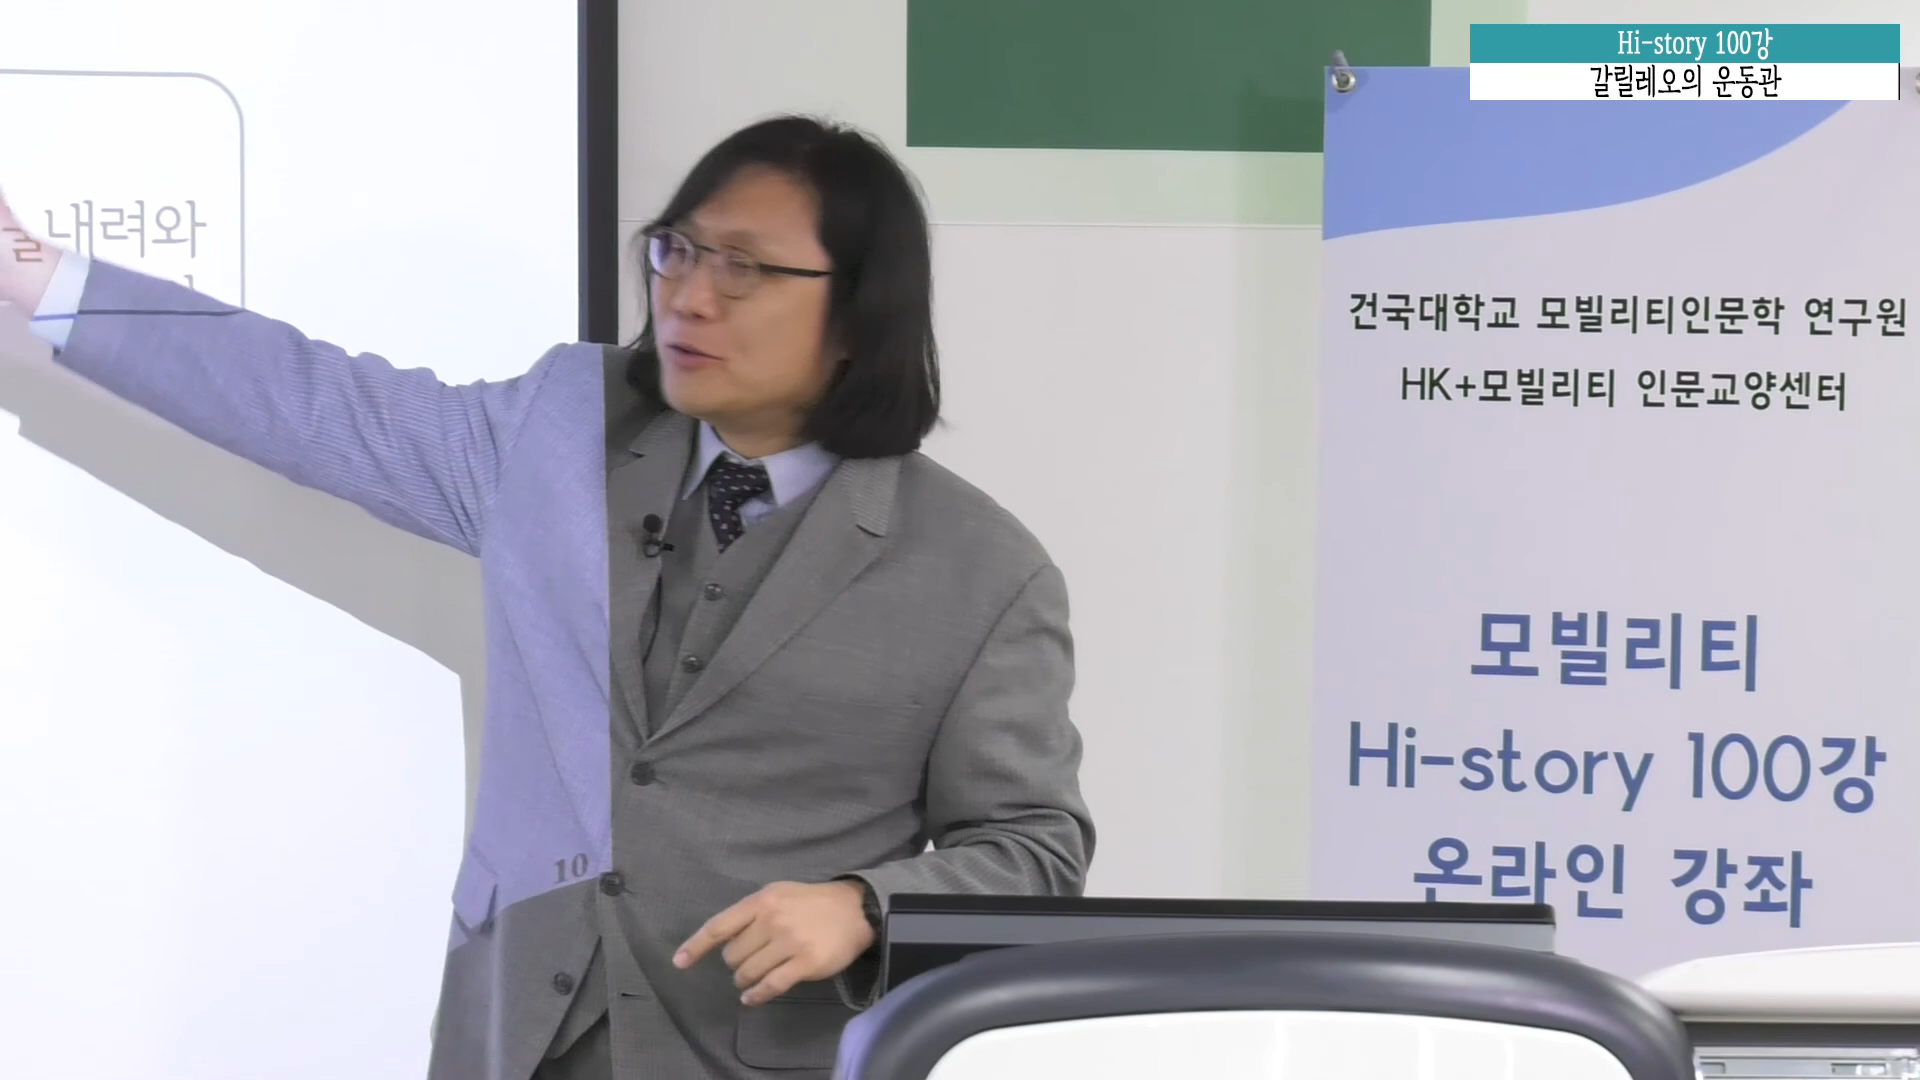 Hi-story 100강
갈릴레오의 운동관
내려와
건국대학교 모빌리티인문학 연구원
HK+모빌리티 인문교양센터
모빌리티
Hi-story 100강
온라인 강좌
10